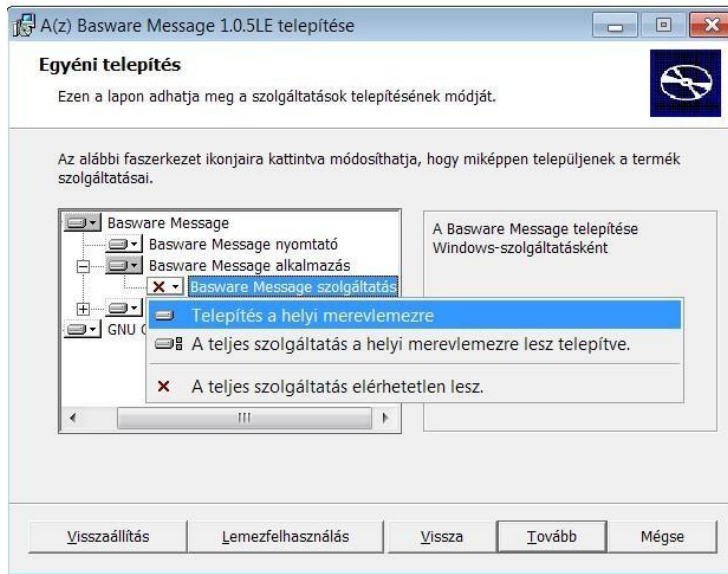 A(z) Basware Message 1.0.5LE telepítése
Egyéni telepítés
Ezen a lapon adhatja meg a szolgáltatások telepítésének módját.
Az alábbi faszerkezet ikonjaira kattintva módosíthatja, hogy miképpen települjenek a termék
szolgáltatásai.
Basware Message
Basware Message nyomtató
Basware Message alkalmazás
Basware Message szolgáltatás
GNU
A Basware Message telepítése
Windows-szolgáltatásként
Telepítés a helyi merevlemezre
A teljes szolgáltatás a helyi merevlemezre lesz telepítve.
A teljes szolgáltatás elérhetetlen lesz.
Visszaállítás Lemezfelhasználás Vissza Tovább Mégse